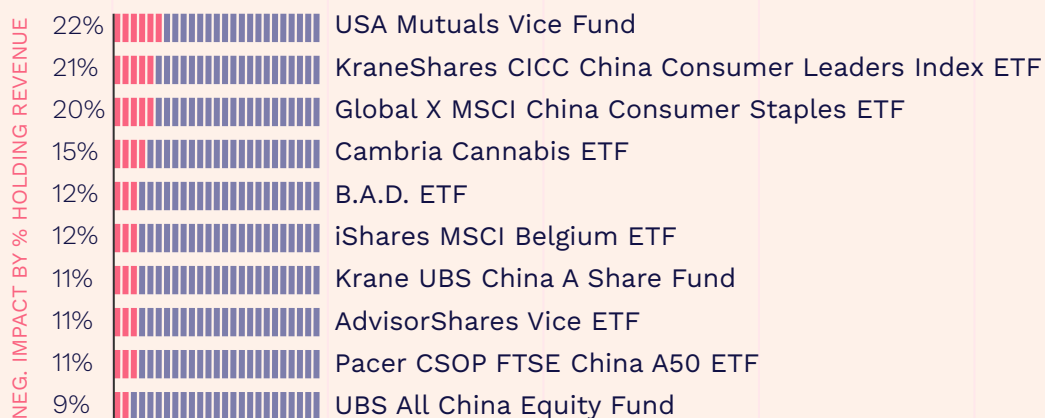 NEG. IMPACT BY % HOLDING REVENUE
22% USA Mutuals Vice Fund
21% KraneShares CICC China Consumer Leaders Index ETF
20% Global X MSCI China Consumer Staples ETF
15% Cambria Cannabis ETF
12% B.A.D. ETF
12% iShares MSCI Belgium ETF
11% Krane UBS China A Share Fund
11% AdvisorShares Vice ETF
11% Pacer CSOP FTSE China A50 ETF
9% UBS All China Equity Fund